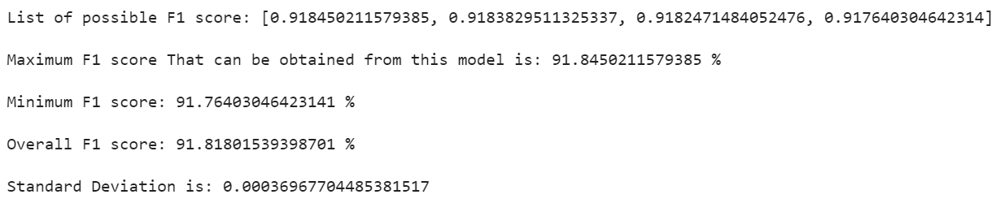 List of possible F1 score: [0.918450211579385, 0.9183829511325337, 0.9182471484052476, 0.917640304642314]
Maximum F1 score That can be obtained from this model is: 91.8450211579385 %
Minimum F1 score: 91.76403046423141 %
Overall F1 score: 91.81801539398701 %
Standard Deviation is: 0.00036967704485381517